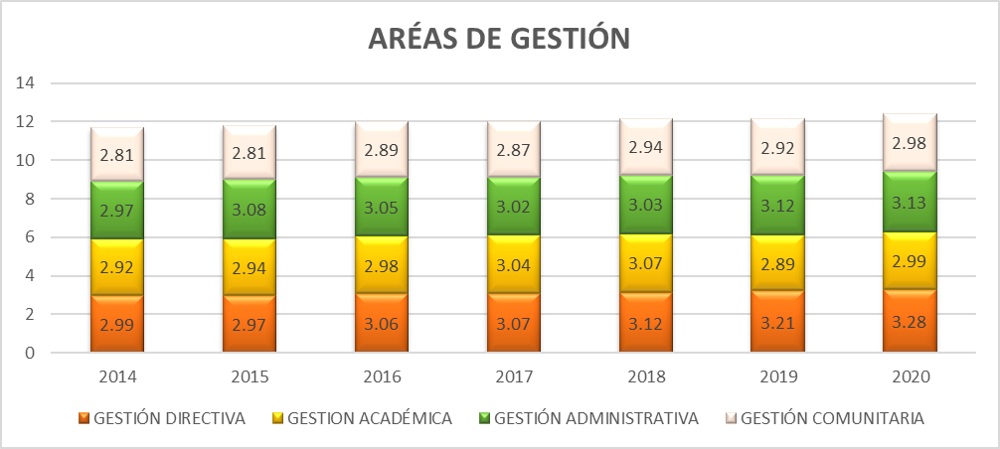 ARÉAS DE GESTIÓN
14
12
10
8
6
4
2
0
2.81 2.81 2.89 2.87 2.94 2.92 2.98
2.97 3.08 3.05 3.02 3.03 3.12 3.13
2.92 2.94 2.98 3.04 3.07 2.89 2.99
2.99 2.97 3.06 3.07 3.12 3.21 3.28
2014 2015 2016 2017 2018 2019 2020
GESTIÓN DIRECTIVA GESTION ACADÉMICA GESTIÓN ADMINISTRATIVA GESTIÓN COMUNITARIA